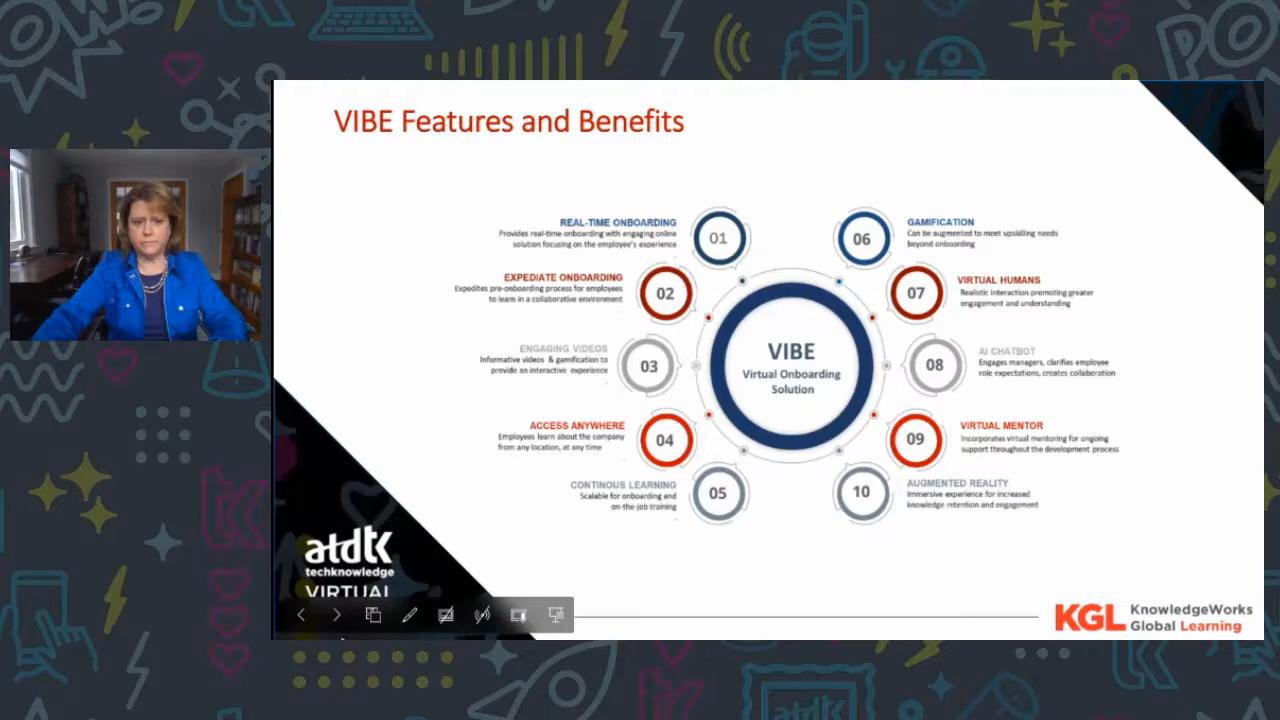 VIBE Features and Benefits
REAL-TIME ONBOARDING
Provides real-time onboarding with engaging online
solution focusing on the employee's experience
01
EXPEDIATE ONBOARDING
Expedites pre-onboarding process for employees
to learn in a collaborative environment
02
ENGAGING VIDEOS
Informative videos & gamification to
provide an interactive experience
03
ACCESS ANYWHERE
Employees learn about the company
from any location, at any time
04
CONTINOUS LEARNING
Scalable for onboarding and
on-the-job training
05
VIBE
Virtual Onboarding
Solution
06
GAMIFICATION
Can be augmented to meet upskilling needs
beyond onboarding
07
VIRTUAL HUMANS
Realistic interaction promoting greater
engagement and understanding
08
AI CHATBOT
Engages managers, clarifies employee
role expectations, creates collaboration
09
VIRTUAL MENTOR
Incorporates virtual mentoring for ongoing
support throughout the development process
10
AUGMENTED REALITY
Immersive experience for increased
knowledge retention and engagement
atdtk
techknowledge
VIRTUAL
KGL KnowledgeWorks
Global Learning